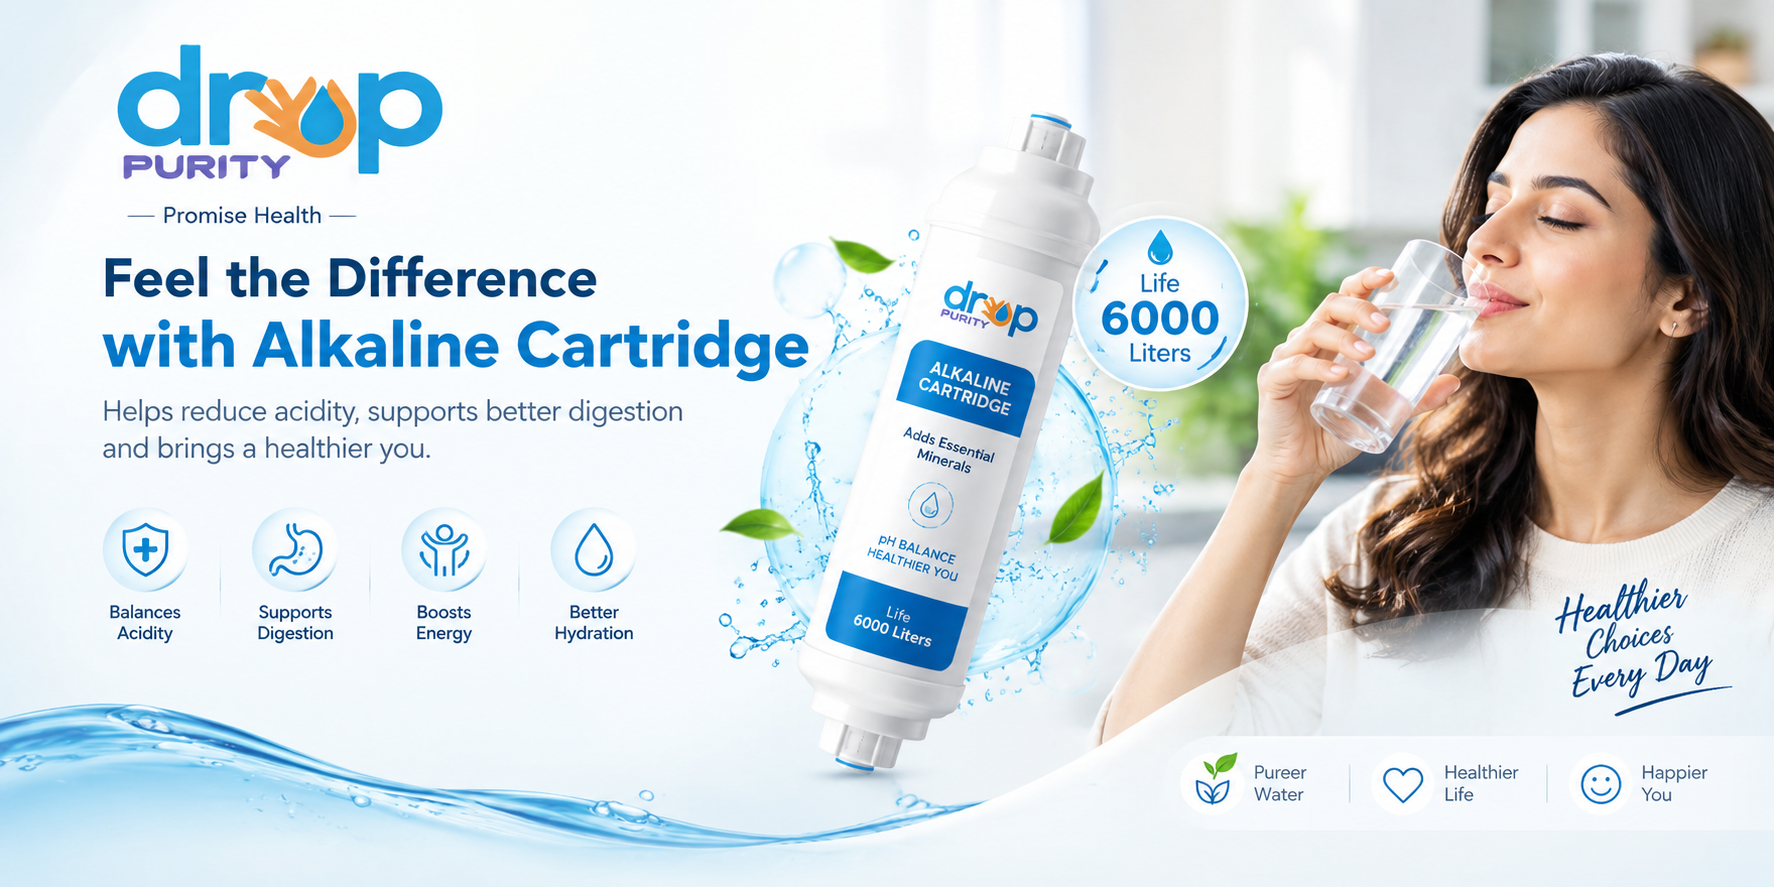 drop
PURITY
Promise Health
Feel the Difference
with Alkaline Cartridge
Helps reduce acidity, supports better digestion
and brings a healthier you.
Balances
Acidity
Supports
Digestion
Boosts
Energy
Better
Hydration
drop
PURITY
ALKALINE
CARTRIDGE
Adds Essential
Minerals
pH BALANCE
HEALTHIER YOU
Life
6000 Liters
Life
6000
Liters
Healthier
Choices
Every Day
Pureer
Water
Healthier
Life
Happier
You